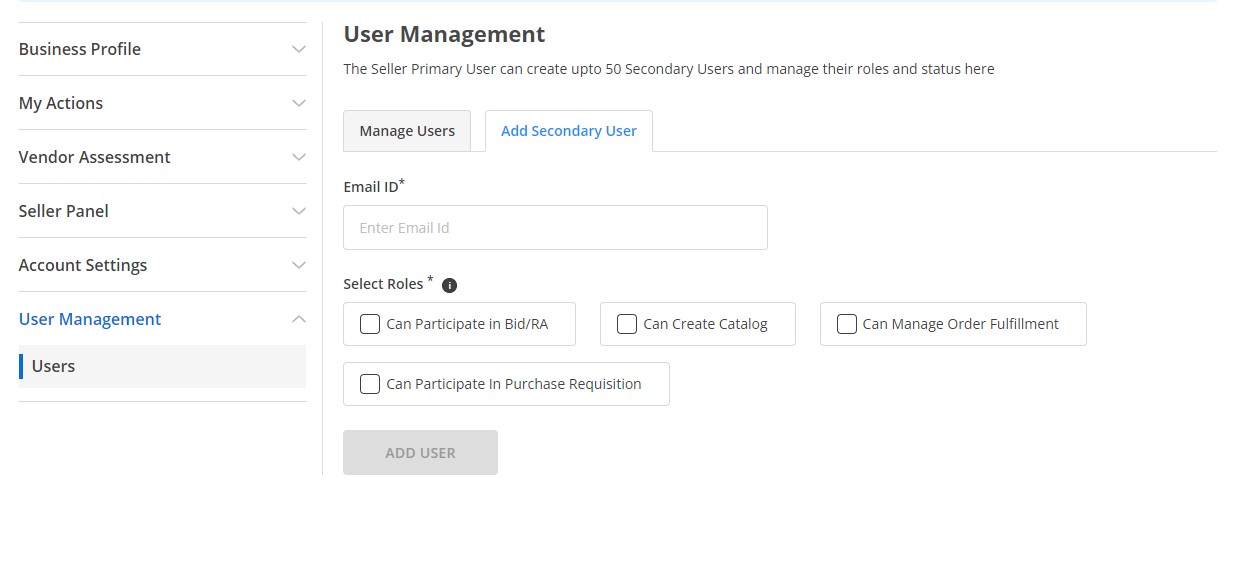 Business Profile
My Actions
Vendor Assessment
Seller Panel
Account Settings
User Management
Users
User Management
The Seller Primary User can create upto 50 Secondary Users and manage their roles and status here
Manage Users
Add Secondary User
Email ID*
Enter Email Id
Select Roles * i
Can Participate in Bid/RA
Can Create Catalog
Can Manage Order Fulfillment
Can Participate In Purchase Requisition
ADD USER